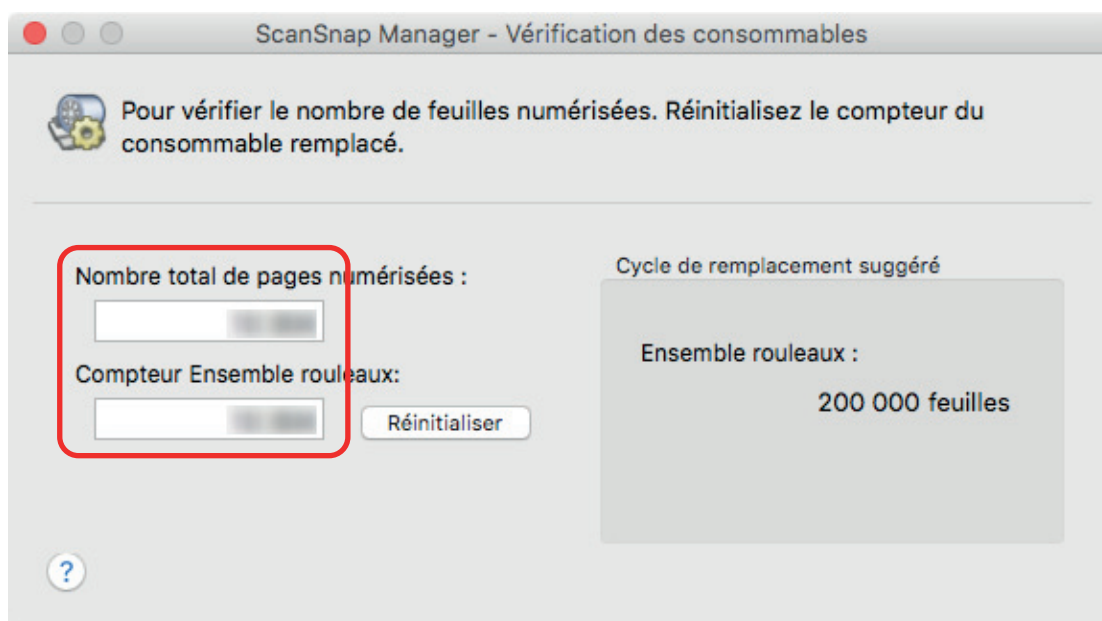 ScanSnap Manager - Vérification des consommables
Pour vérifier le nombre de feuilles numérisées. Réinitialisez le compteur du
consommable remplacé.
Nombre total de pages numérisées :
Compteur Ensemble rouleaux:
Réinitialiser
Cycle de remplacement suggéré
Ensemble rouleaux :
200 000 feuilles
?